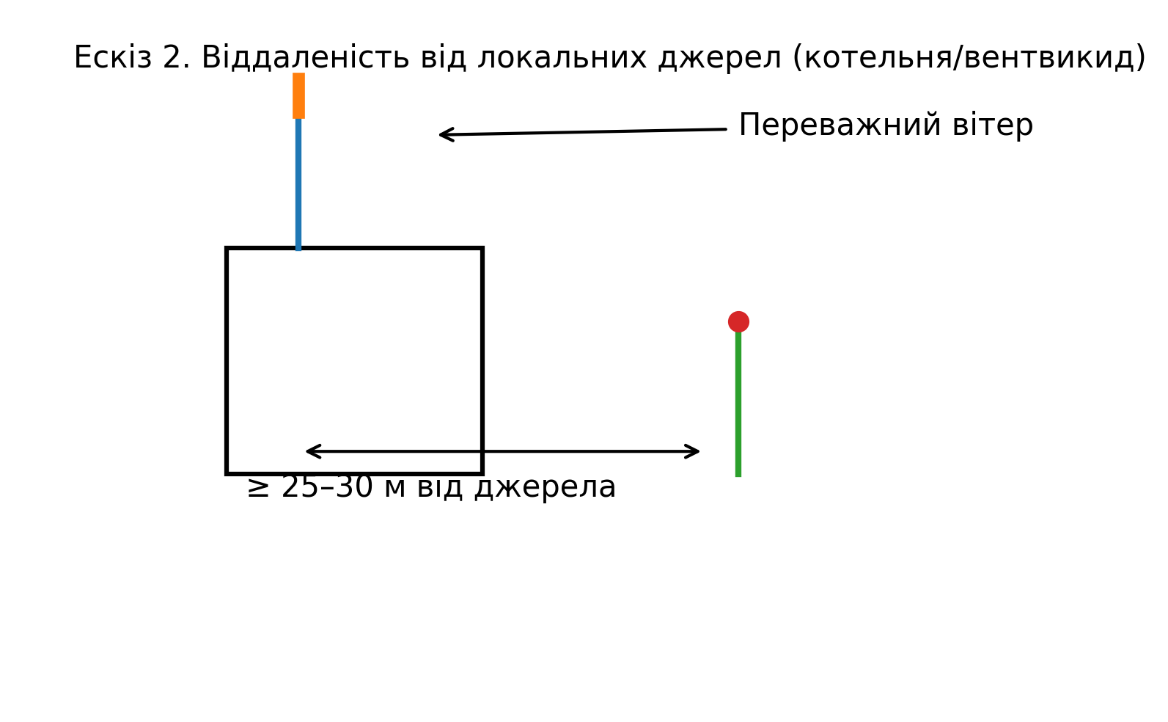 Ескіз 2. Віддаленість від локальних джерел (котельня/вентвикид)
Переважний вітер
≥ 25–30 м від джерела